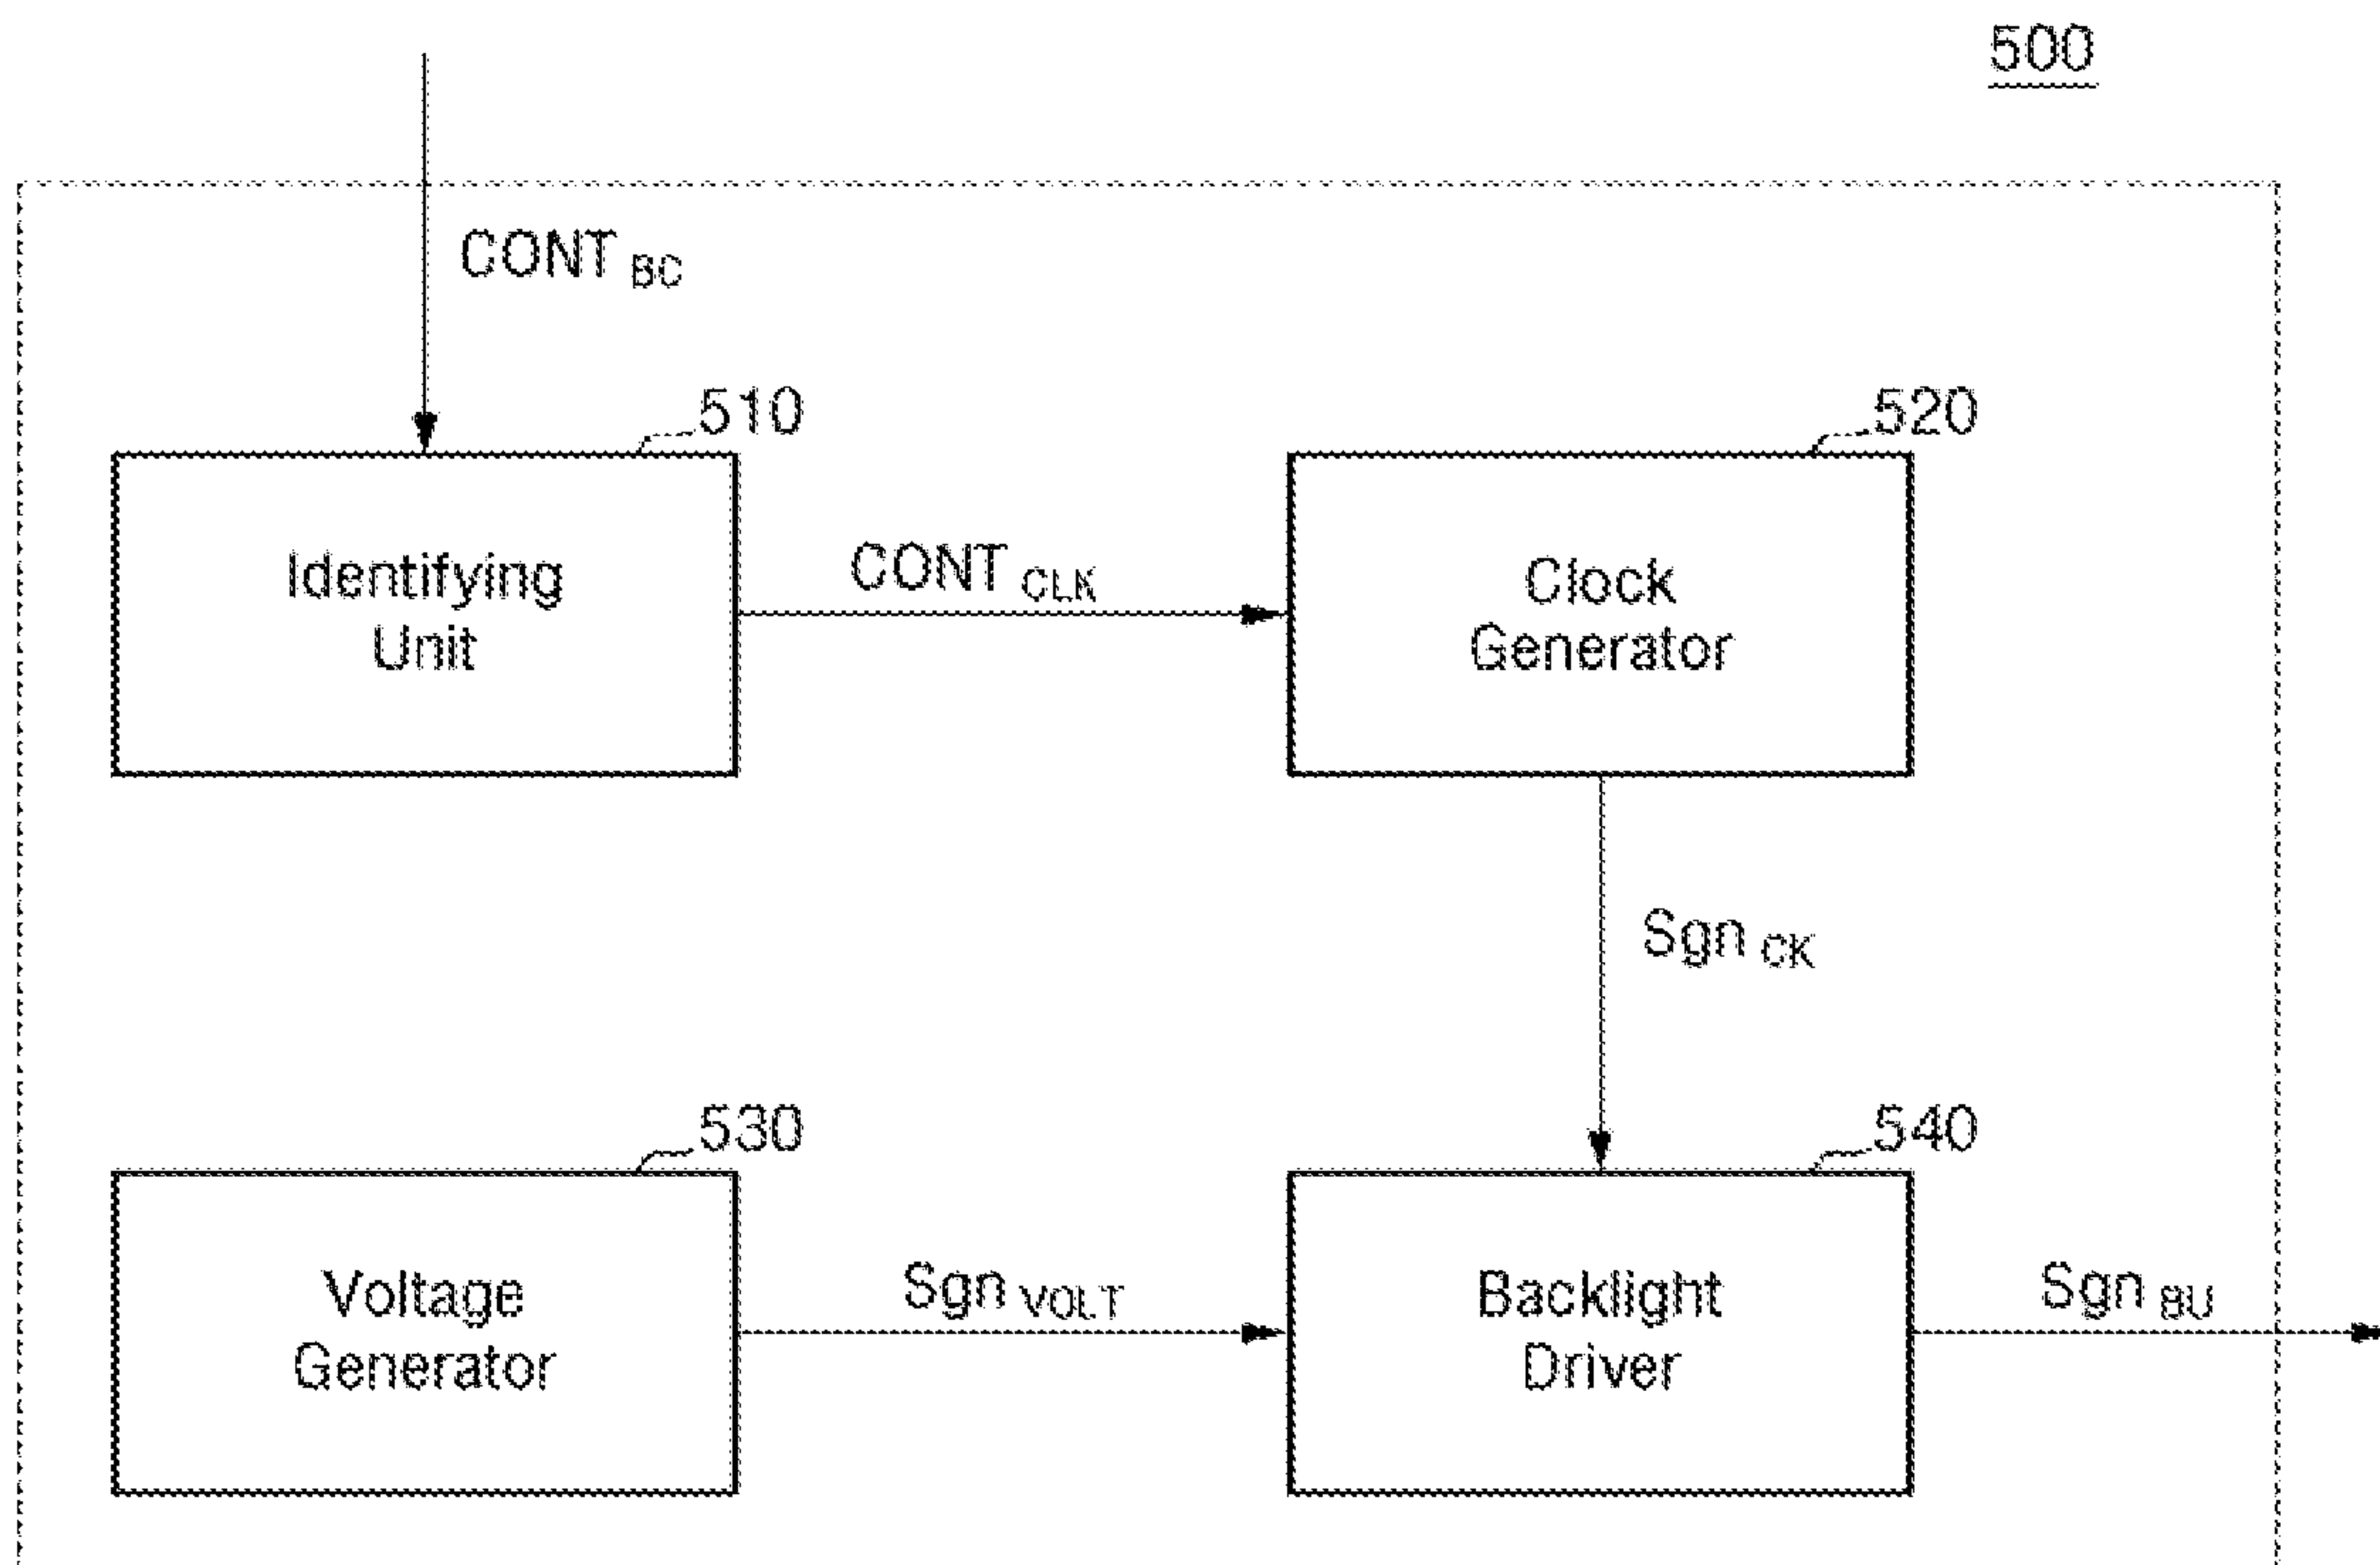 500
CONT BC
510
520
Identifying
Unit
CONT CLK
Clock
Generator
Sgn CK
530
540
Voltage
Generator
Sgn VOLT
Backlight
Driver
Sgn BU